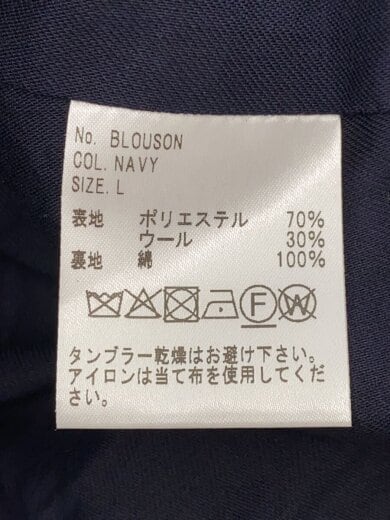 No. BLOUSON
COL. NAVY
SIZE. L
表地 ポリエステル 70%
ウール 30%
裏地 綿 100%
F W
タンブラー乾燥はお避け下さい。
アイロンは当て布を使用してくだ
さい。